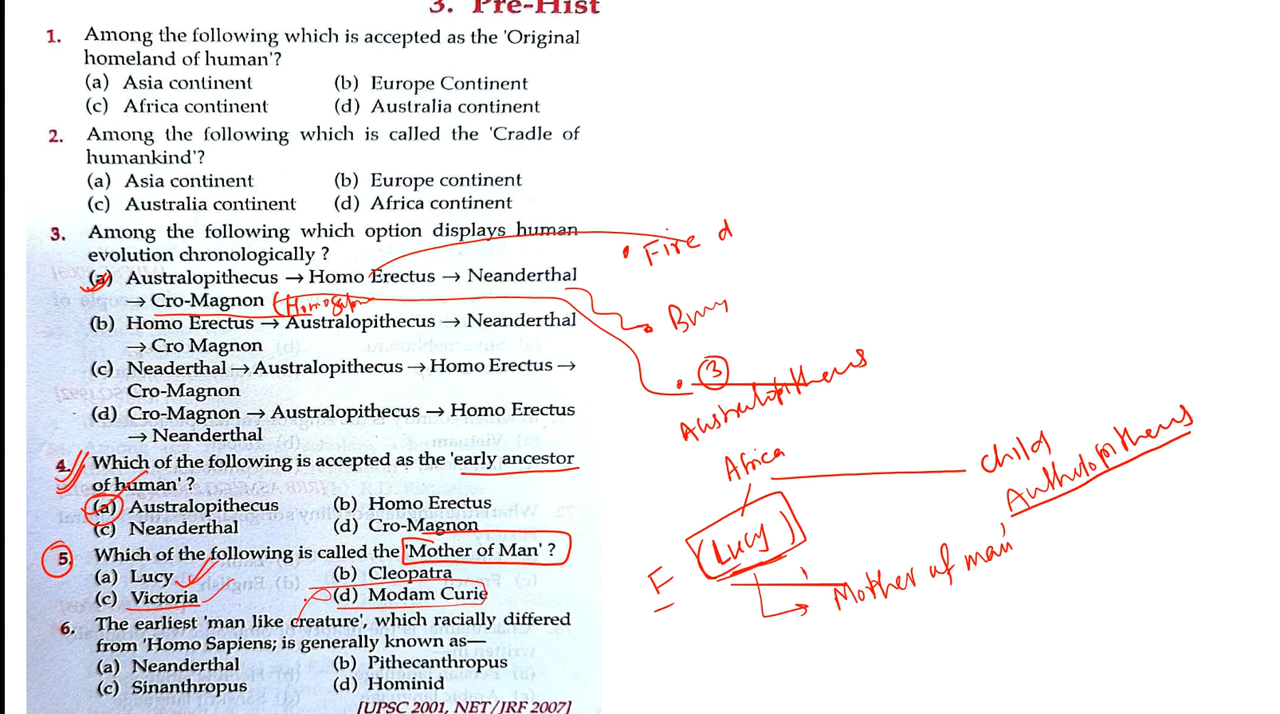 3. Pre-Hist
1. Among the following which is accepted as the 'Original
homeland of human'?
(a) Asia continent (b) Europe Continent
(c) Africa continent (d) Australia continent
2. Among the following which is called the 'Cradle of
humankind'?
(a) Asia continent (b) Europe continent
(c) Australia continent (d) Africa continent
3. Among the following which option displays human
evolution chronologically ?
(a) Australopithecus → Homo Erectus → Neanderthal
→ Cro-Magnon
(b) Homo Erectus → Australopithecus → Neanderthal
→ Cro Magnon
(c) Neaderthal → Australopithecus → Homo Erectus →
Cro-Magnon
(d) Cro-Magnon → Australopithecus → Homo Erectus
→ Neanderthal
4. Which of the following is accepted as the 'early ancestor
of human' ?
(a) Australopithecus (b) Homo Erectus
(c) Neanderthal (d) Cro-Magnon
5. Which of the following is called the 'Mother of Man' ?
(a) Lucy (b) Cleopatra
(c) Victoria (d) Modam Curie
6. The earliest 'man like creature', which racially differed
from 'Homo Sapiens; is generally known as—
(a) Neanderthal (b) Pithecanthropus
(c) Sinanthropus (d) Hominid
[UPSC 2001, NET/JRF 2007]
Fire d
3
Africa
child
(Lucy)
F
Mother of man'